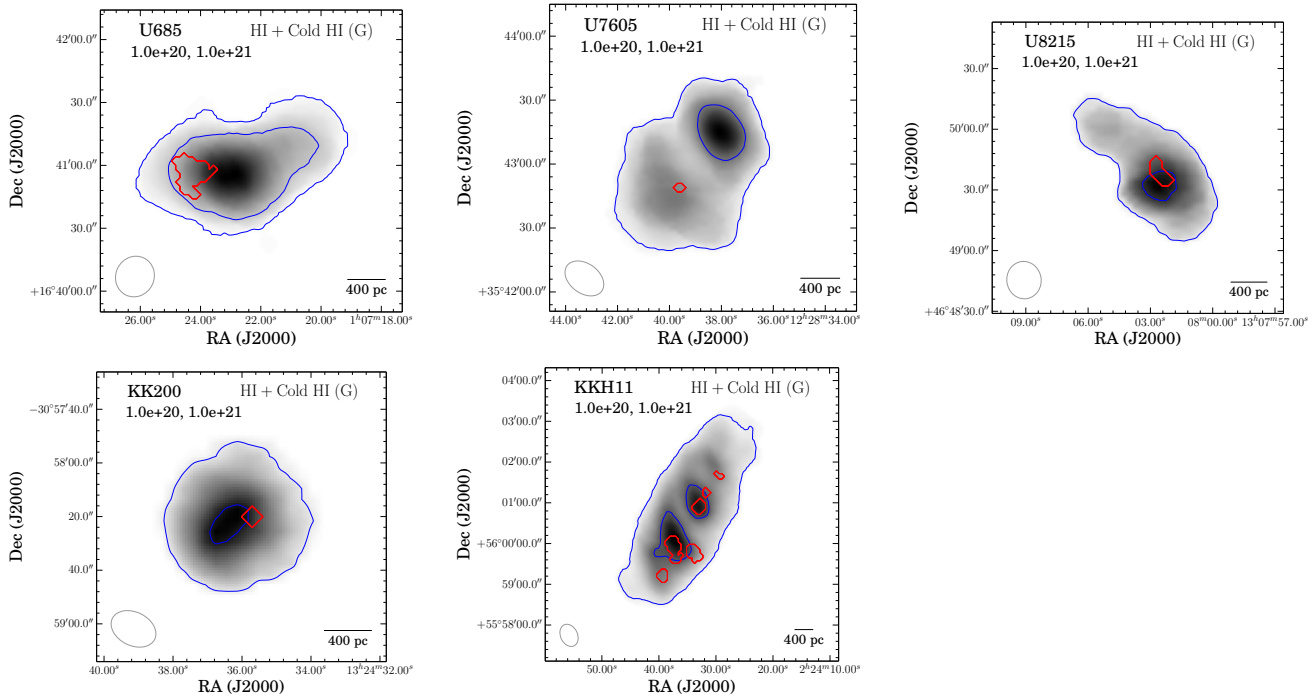 U685 HI + Cold HI (G)
1.0e+20, 1.0e+21
42′00.0″
30.0″
41′00.0″
30.0″
+16°40′00.0″
Dec (J2000)
400 pc
26.00ˢ 24.00ˢ 22.00ˢ 20.00ˢ 1ʰ07ᵐ18.00ˢ
RA (J2000)
U7605 HI + Cold HI (G)
1.0e+20, 1.0e+21
44′00.0″
30.0″
43′00.0″
30.0″
+35°42′00.0″
Dec (J2000)
400 pc
44.00ˢ 42.00ˢ 40.00ˢ 38.00ˢ 36.00ˢ 12ʰ28ᵐ34.00ˢ
RA (J2000)
U8215 HI + Cold HI (G)
1.0e+20, 1.0e+21
30.0″
50′00.0″
30.0″
49′00.0″
+46°48′30.0″
Dec (J2000)
400 pc
09.00ˢ 06.00ˢ 03.00ˢ 08ᵐ00.00ˢ 13ʰ07ᵐ57.00ˢ
RA (J2000)
KK200 HI + Cold HI (G)
1.0e+20, 1.0e+21
−30°57′40.0″
58′00.0″
20.0″
40.0″
59′00.0″
Dec (J2000)
400 pc
40.00ˢ 38.00ˢ 36.00ˢ 34.00ˢ 13ʰ24ᵐ32.00ˢ
RA (J2000)
KKH11 HI + Cold HI (G)
1.0e+20, 1.0e+21
04′00.0″
03′00.0″
02′00.0″
01′00.0″
+56°00′00.0″
59′00.0″
+55°58′00.0″
Dec (J2000)
400 pc
50.00ˢ 40.00ˢ 30.00ˢ 20.00ˢ 2ʰ24ᵐ10.00ˢ
RA (J2000)